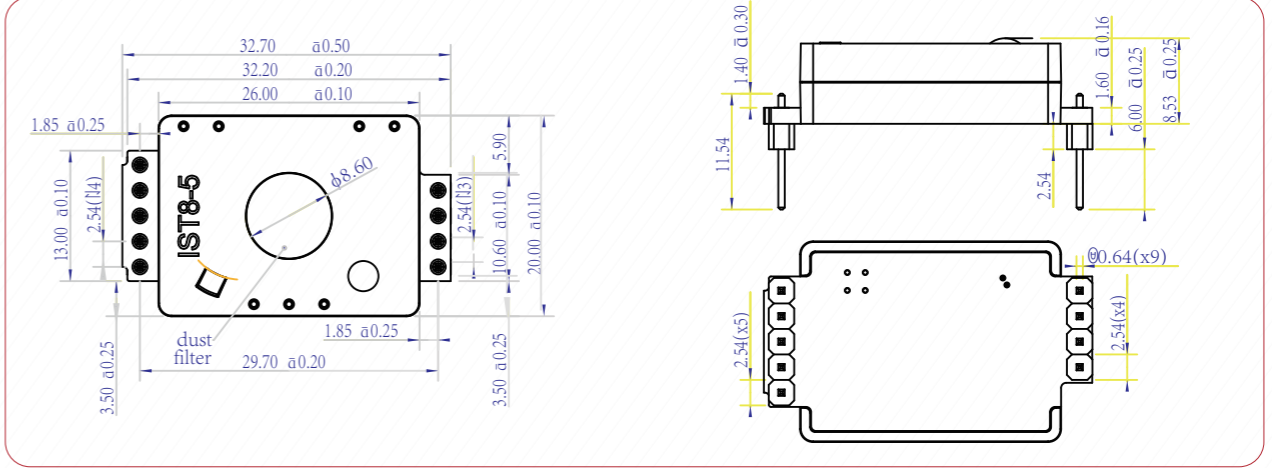 32.70 ā0.50
32.20 ā0.20
26.00 ā0.10
1.85 ā0.25
13.00 ā0.10
2.54(
IST8-5
ϕ8.60
5.90
2.54(
10.60 ā0.10
20.00 ā0.10
dust
filter
1.85 ā0.25
29.70 ā0.20
3.50 ā0.25
3.50 ā0.25
1.40 ā0.30
11.54
2.54
1.60 ā0.16
6.00 ā0.25
8.53 ā0.25
0.64(x9)
2.54(x5)
2.54(x4)